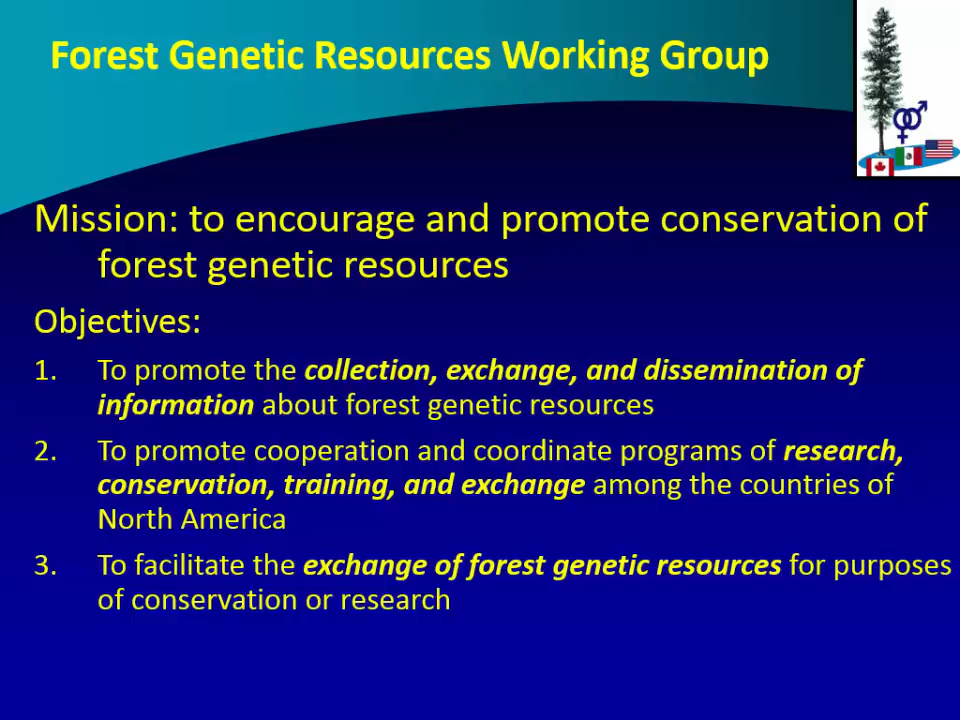 Forest Genetic Resources Working Group
Mission: to encourage and promote conservation of
forest genetic resources
Objectives:
1. To promote the collection, exchange, and dissemination of
information about forest genetic resources
2. To promote cooperation and coordinate programs of research,
conservation, training, and exchange among the countries of
North America
3. To facilitate the exchange of forest genetic resources for purposes
of conservation or research